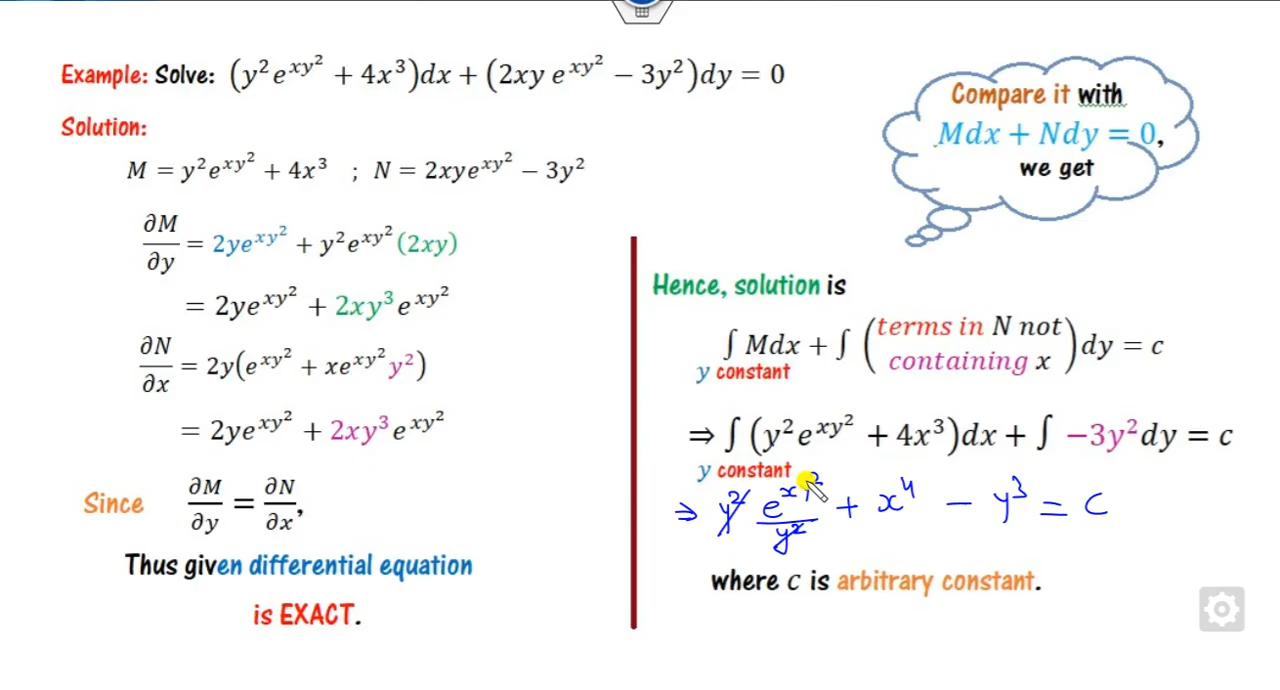 Example: Solve: (y²e^{xy²} + 4x³)dx + (2xy e^{xy²} − 3y²)dy = 0
Solution:
M = y²e^{xy²} + 4x³ ; N = 2xye^{xy²} − 3y²
∂M/∂y = 2ye^{xy²} + y²e^{xy²}(2xy)
= 2ye^{xy²} + 2xy³e^{xy²}
∂N/∂x = 2y(e^{xy²} + xe^{xy²}y²)
= 2ye^{xy²} + 2xy³e^{xy²}
Since ∂M/∂y = ∂N/∂x,
Thus given differential equation
is EXACT.
Compare it with
Mdx + Ndy = 0,
we get
Hence, solution is
∫ Mdx + ∫ (terms in N not
containing x) dy = c
y constant
⇒ ∫ (y²e^{xy²} + 4x³)dx + ∫ −3y²dy = c
y constant
⇒ y² e^{xy²}/y² + x⁴ − y³ = c
where c is arbitrary constant.